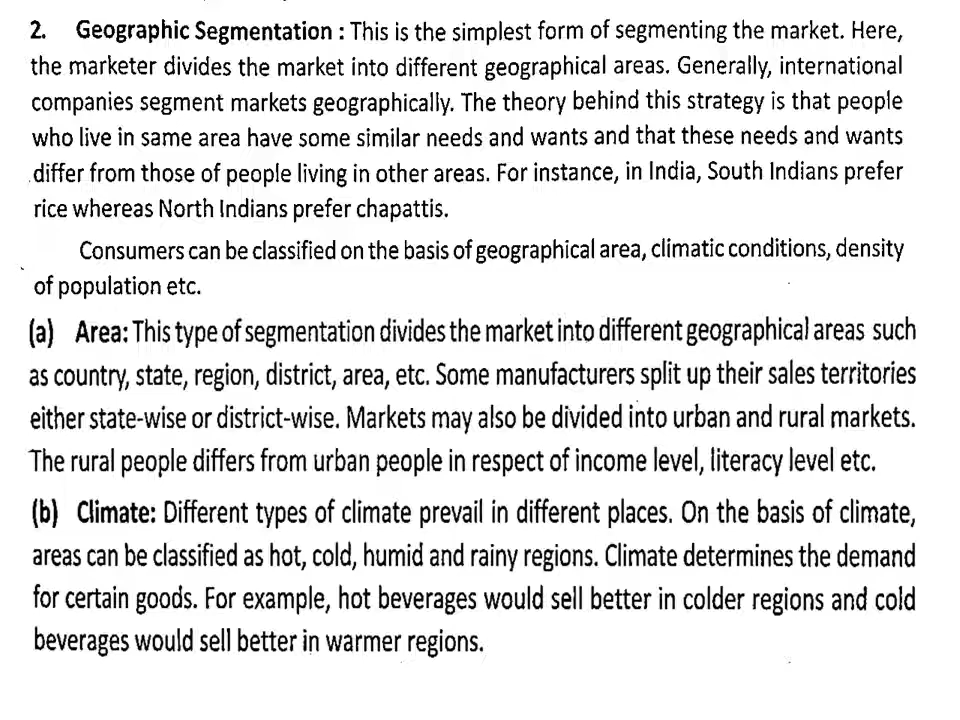 2. Geographic Segmentation : This is the simplest form of segmenting the market. Here,
the marketer divides the market into different geographical areas. Generally, international
companies segment markets geographically. The theory behind this strategy is that people
who live in same area have some similar needs and wants and that these needs and wants
differ from those of people living in other areas. For instance, in India, South Indians prefer
rice whereas North Indians prefer chapattis.
Consumers can be classified on the basis of geographical area, climatic conditions, density
of population etc.
(a) Area: This type of segmentation divides the market into different geographical areas such
as country, state, region, district, area, etc. Some manufacturers split up their sales territories
either state-wise or district-wise. Markets may also be divided into urban and rural markets.
The rural people differs from urban people in respect of income level, literacy level etc.
(b) Climate: Different types of climate prevail in different places. On the basis of climate,
areas can be classified as hot, cold, humid and rainy regions. Climate determines the demand
for certain goods. For example, hot beverages would sell better in colder regions and cold
beverages would sell better in warmer regions.